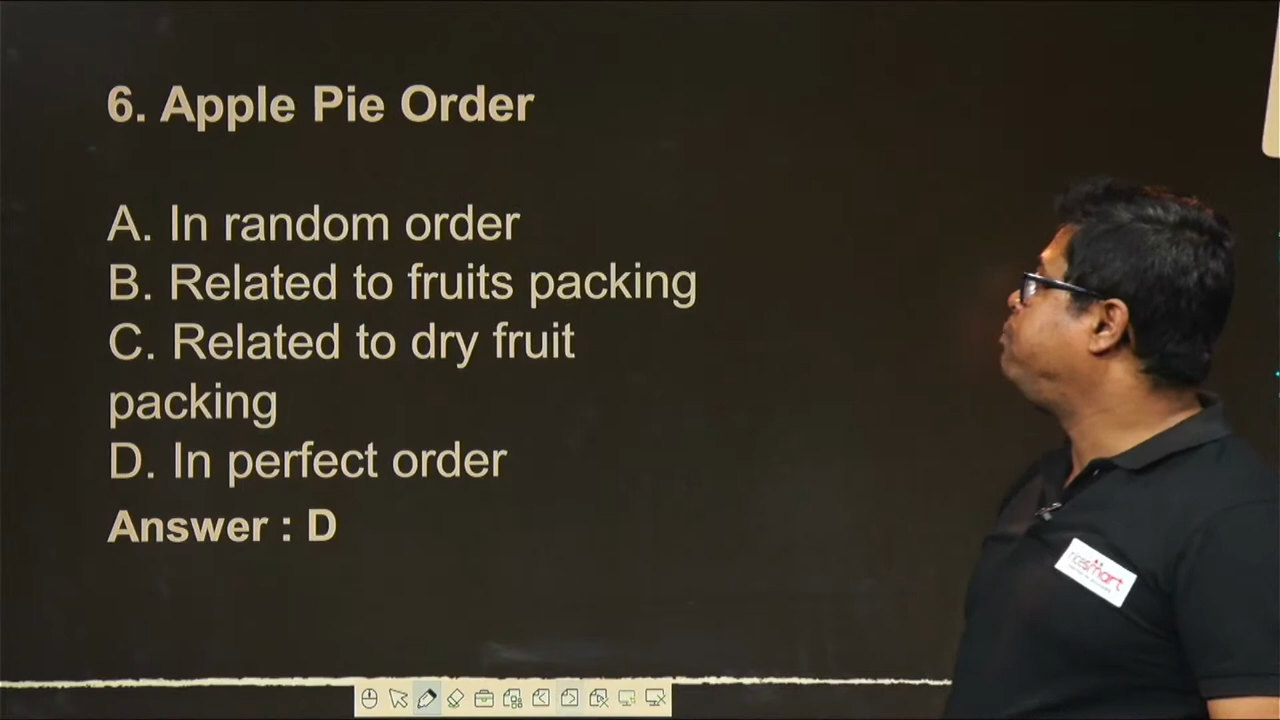 6. Apple Pie Order
A. In random order
B. Related to fruits packing
C. Related to dry fruit
packing
D. In perfect order
Answer : D
ricesmart